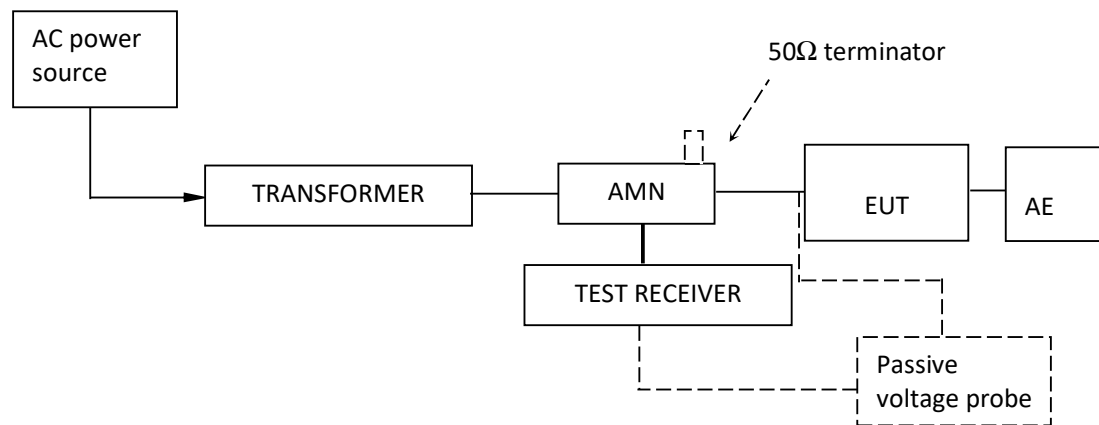 AC power
source
50Ω terminator
TRANSFORMER
AMN
EUT
AE
TEST RECEIVER
Passive
voltage probe